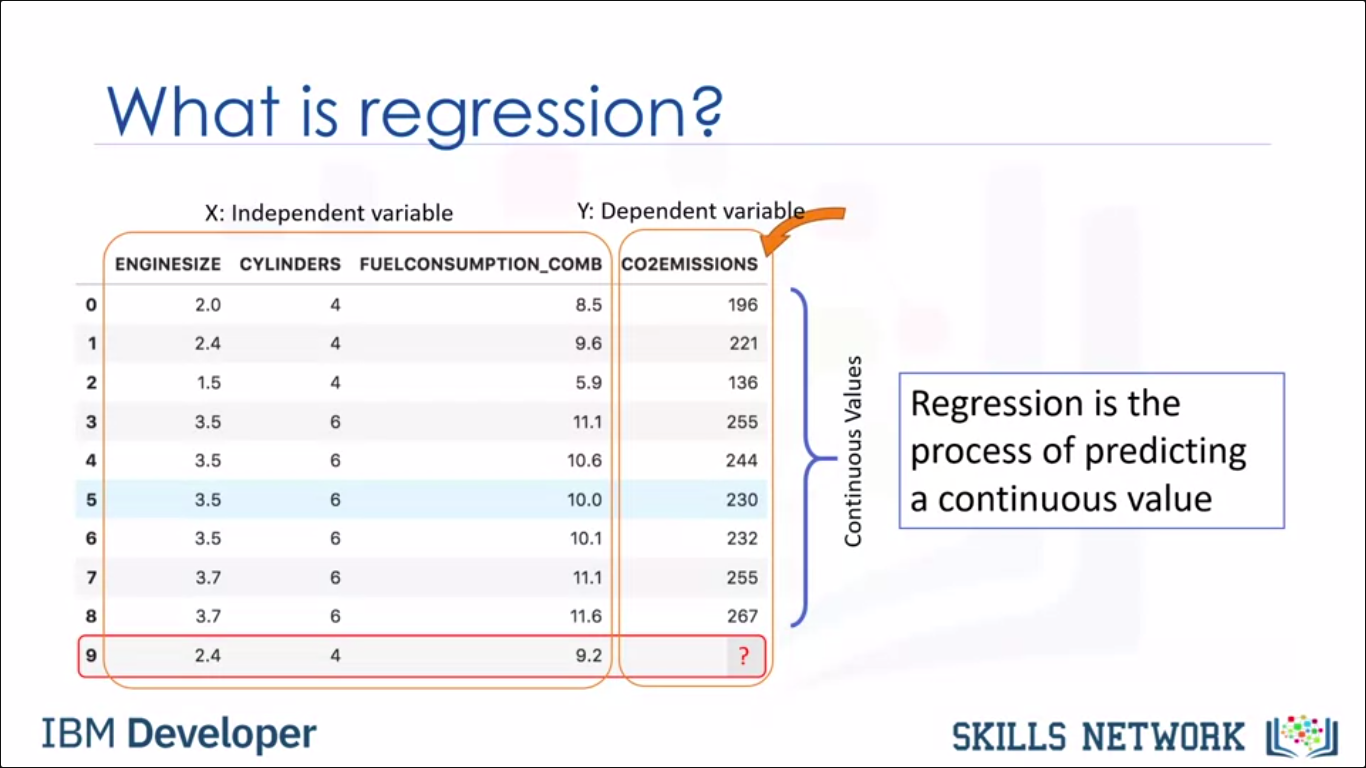 What is regression?
X: Independent variable
Y: Dependent variable
ENGINESIZE CYLINDERS FUELCONSUMPTION_COMB CO2EMISSIONS
0 2.0 4 8.5 196
1 2.4 4 9.6 221
2 1.5 4 5.9 136
3 3.5 6 11.1 255
4 3.5 6 10.6 244
5 3.5 6 10.0 230
6 3.5 6 10.1 232
7 3.7 6 11.1 255
8 3.7 6 11.6 267
9 2.4 4 9.2 ?
Continuous Values
Regression is the
process of predicting
a continuous value
IBM Developer
SKILLS NETWORK